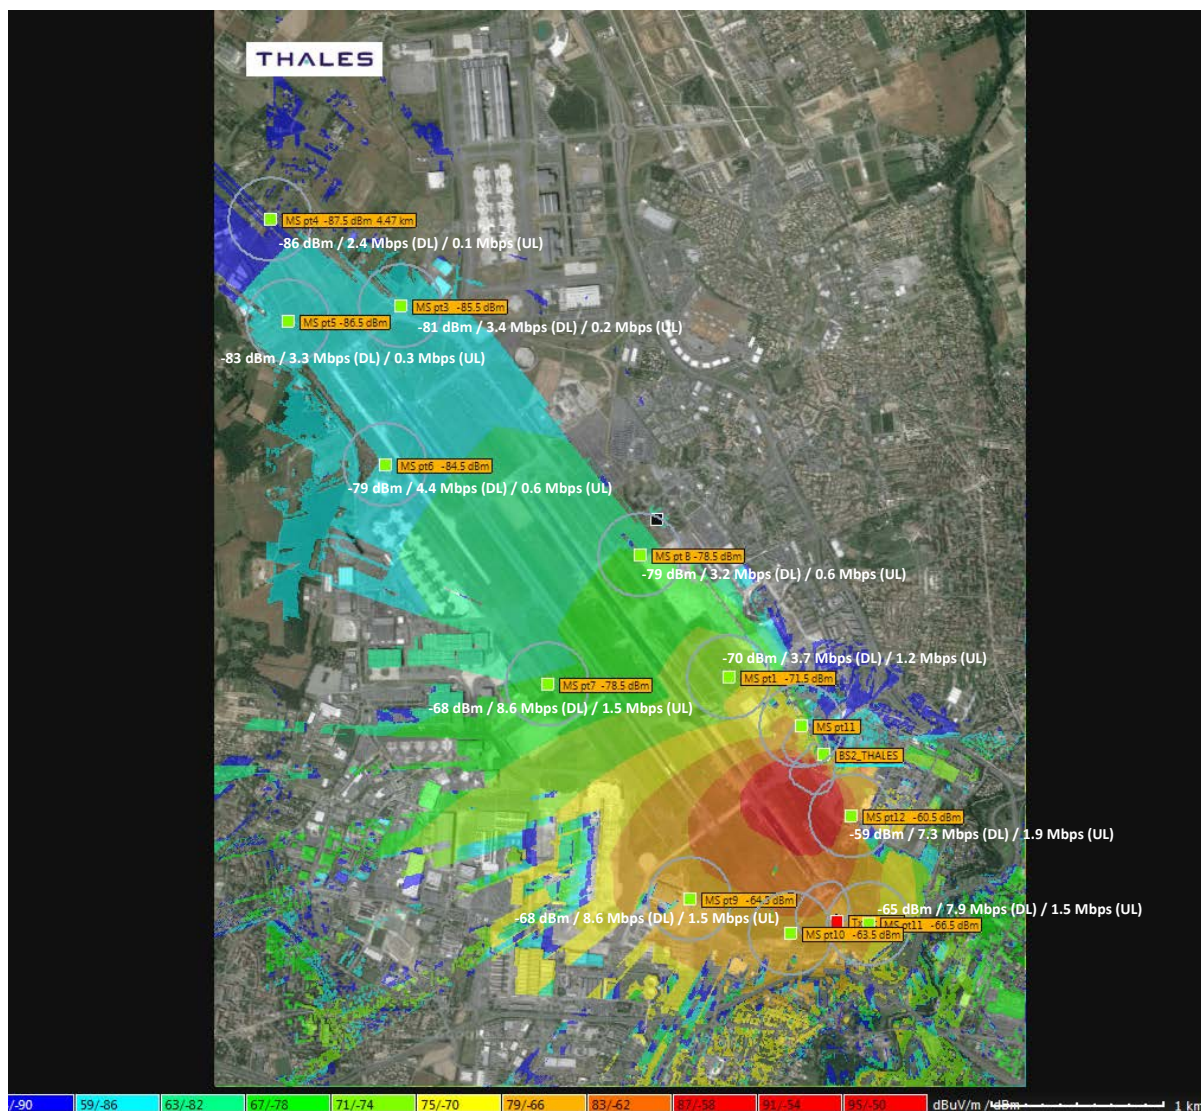 THALES
MS pt4 -87.5 dBm 4.47 km
-86 dBm / 2.4 Mbps (DL) / 0.1 Mbps (UL)
MS pt3 -85.5 dBm
MS pt5 -86.5 dBm
-81 dBm / 3.4 Mbps (DL) / 0.2 Mbps (UL)
-83 dBm / 3.3 Mbps (DL) / 0.3 Mbps (UL)
MS pt6 -84.5 dBm
-79 dBm / 4.4 Mbps (DL) / 0.6 Mbps (UL)
MS pt B -78.5 dBm
-79 dBm / 3.2 Mbps (DL) / 0.6 Mbps (UL)
-70 dBm / 3.7 Mbps (DL) / 1.2 Mbps (UL)
MS pt1 -71.5 dBm
MS pt7 -78.5 dBm
-68 dBm / 8.6 Mbps (DL) / 1.5 Mbps (UL)
MS pt11
BS2_THALES
MS pt12 -60.5 dBm
-59 dBm / 7.3 Mbps (DL) / 1.9 Mbps (UL)
MS pt9 -64.5 dBm
-65 dBm / 7.9 Mbps (DL) / 1.5 Mbps (UL)
-68 dBm / 8.6 Mbps (DL) / 1.5 Mbps (UL)
MS pt11 -66.5 dBm
MS pt10 -63.5 dBm
/-90 59/-86 63/-82 67/-78 71/-74 75/-70 79/-66 83/-62 87/-58 91/-54 95/-50 dBuV/m / dBm 1